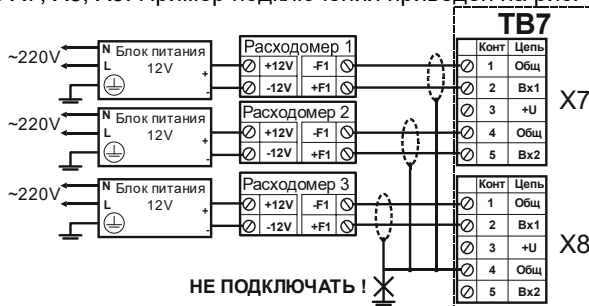 ТВ7
~220V
N Блок питания
L 12V
+
-
Расходомер 1
+12V -F1
-12V +F1
Конт Цепь
1 Общ
2 Вх1
3 +U
4 Общ
5 Вх2
X7
~220V
N Блок питания
L 12V
+
-
Расходомер 2
+12V -F1
-12V +F1
~220V
N Блок питания
L 12V
+
-
Расходомер 3
+12V -F1
-12V +F1
Конт Цепь
1 Общ
2 Вх1
3 +U
4 Общ
5 Вх2
X8
НЕ ПОДКЛЮЧАТЬ !